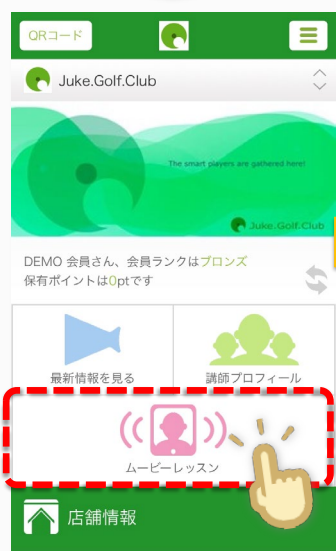 QRコード
Juke.Golf.Club
The smart players are gathered here!
Juke.Golf.Club
DEMO 会員さん、会員ランクはブロンズ
保有ポイントは0ptです
最新情報を見る
講師プロフィール
ムービーレッスン
店舗情報